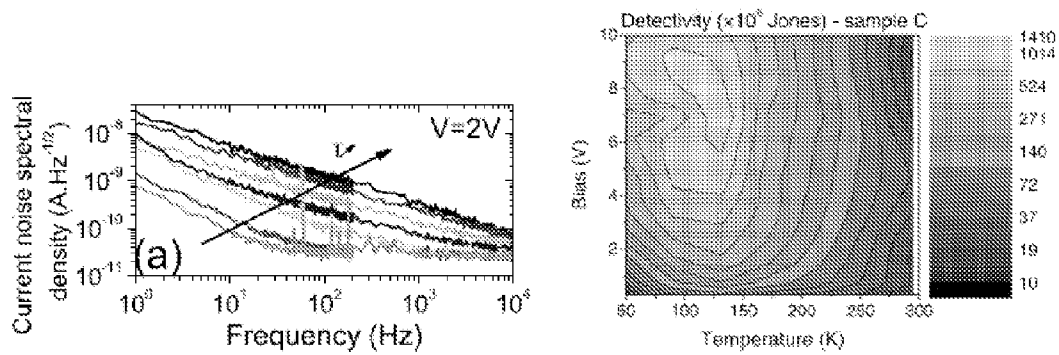 Current noise spectral
density (A.Hz^-1/2)
10^-8
10^-9
10^-10
10^-11
V=2V
(a)
10^0 10^1 10^2 10^3 10^4
Frequency (Hz)
Detectivity (×10^8 Jones) - sample C
Bias (V)
10
8
6
4
2
50 100 150 200 250 300
Temperature (K)
1410
1014
524
271
140
72
37
19
10